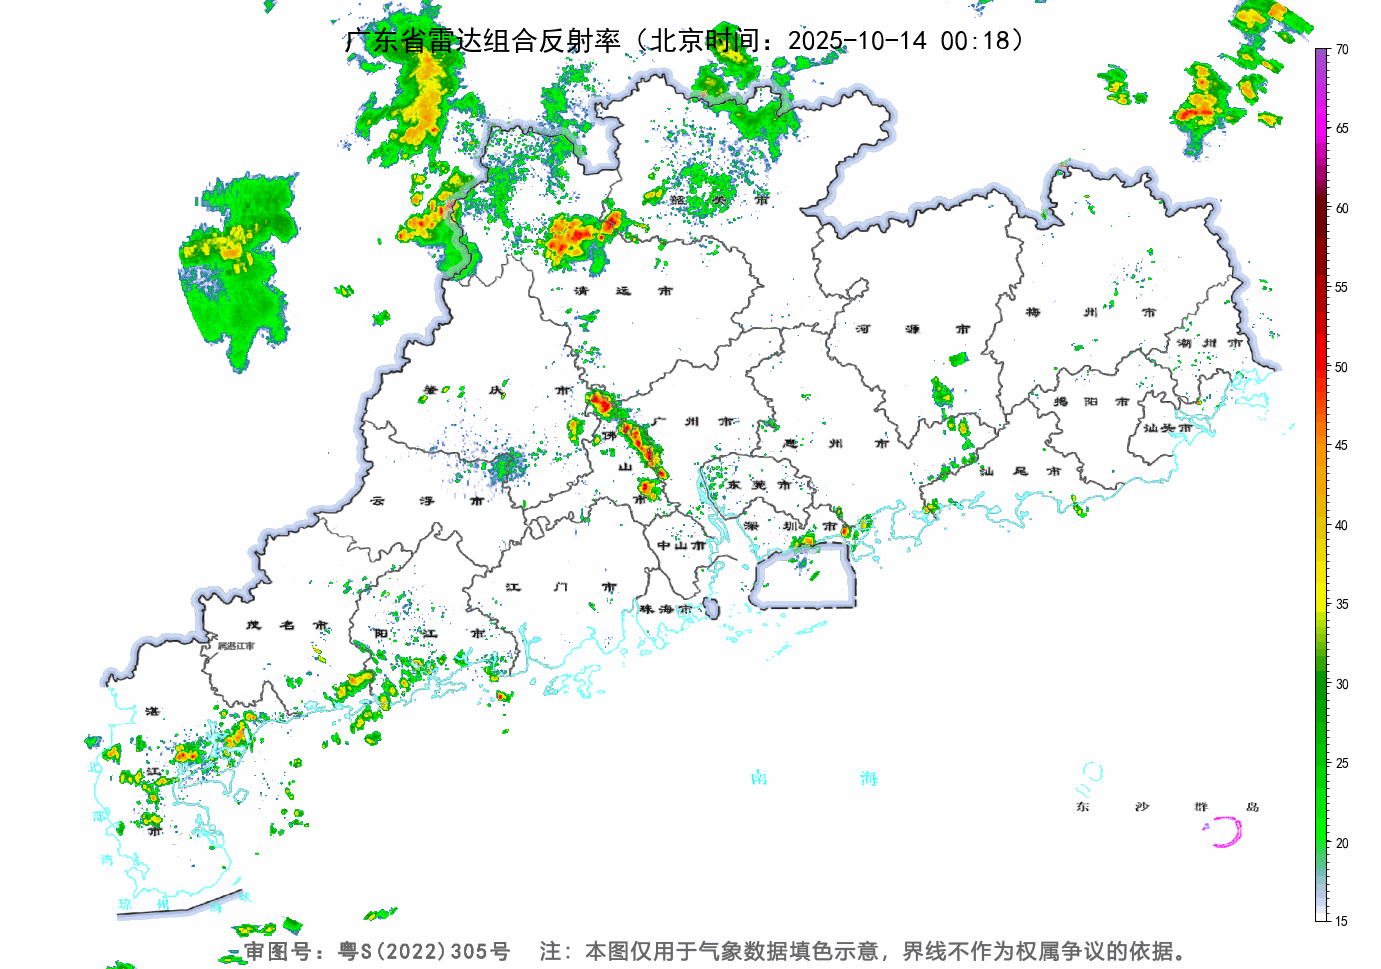 广东省雷达组合反射率（北京时间：2025-10-14 00:18）
70
65
60
55
50
45
40
35
30
25
20
15
韶关市
清远市
河源市
梅州市
潮州市
肇庆市
广州市
惠州市
揭阳市
汕头市
佛山市
云浮市
东莞市
汕尾市
深圳市
中山市
江门市
珠海市
茂名市
阳江市
属湛江市
湛江市
北部湾
南海
东沙群岛
琼州海峡
审图号：粤S(2022)305号 注：本图仅用于气象数据填色示意，界线不作为权属争议的依据。